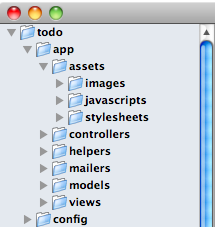 todo
app
assets
images
javascripts
stylesheets
controllers
helpers
mailers
models
views
config